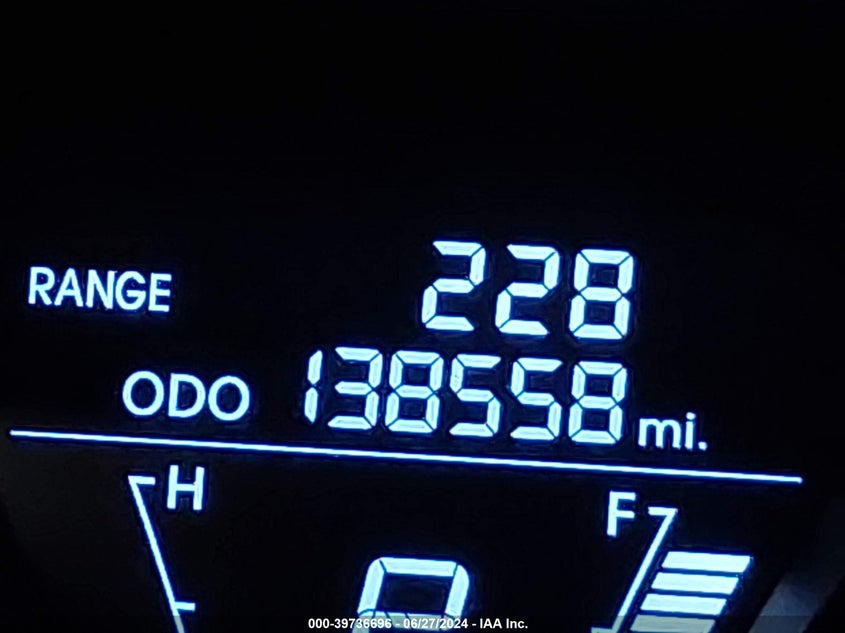 RANGE 228
ODO 138558 mi.
H F
P
000-39736696 - 06/27/2024 - IAA Inc.